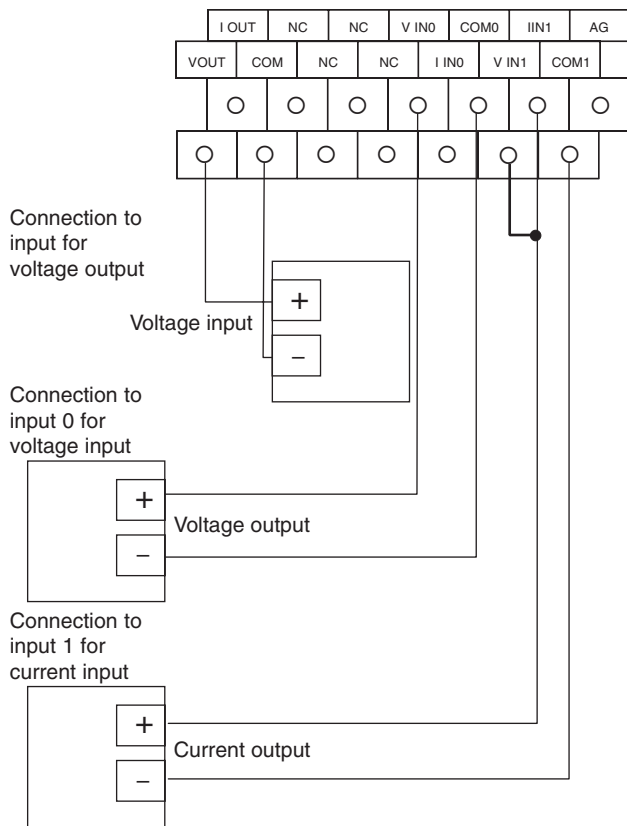 I OUT NC NC V IN0 COM0 IIN1 AG
VOUT COM NC NC I IN0 V IN1 COM1
Connection to
input for
voltage output
+
Voltage input
−
Connection to
input 0 for
voltage input
+
Voltage output
−
Connection to
input 1 for
current input
+
Current output
−